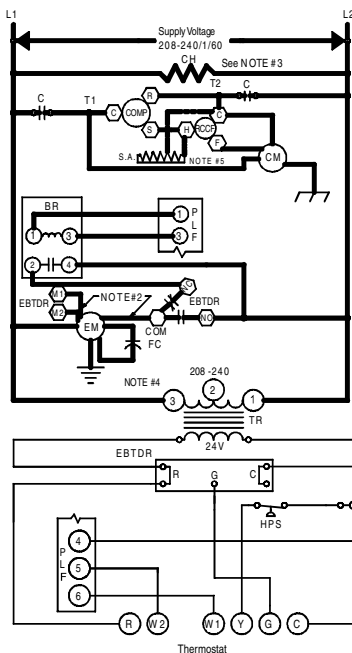 L1 L2
Supply Voltage
208-240/1/60
CH See NOTE #3
C T1 T2 C
C COMP R
S H RCCF C F
S.A. NOTE #5 CM
BR
1 3 1 P
L
3 F
2 4
EBTDR M1 NOTE#2 NC EBTDR
M2
EM COM NO
FC
NOTE #4 208-240
3 2 1
TR
24V
EBTDR
R G C
HPS
4
P
L 5
F
6
R W2 W1 Y G C
Thermostat